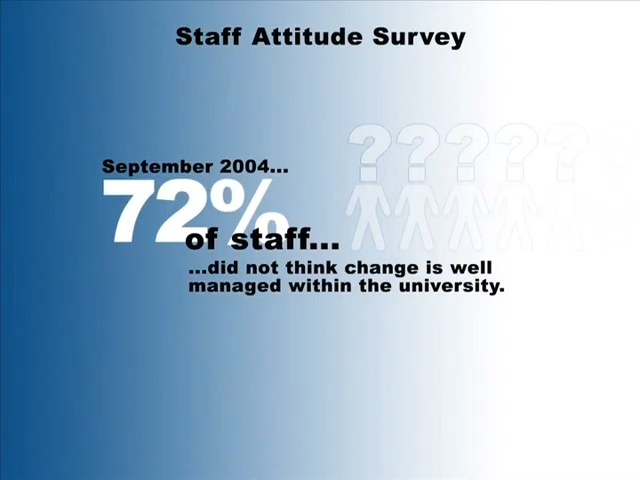 Staff Attitude Survey
? ? ? ? ? ?
September 2004...
72%
of staff...
...did not think change is well
managed within the university.